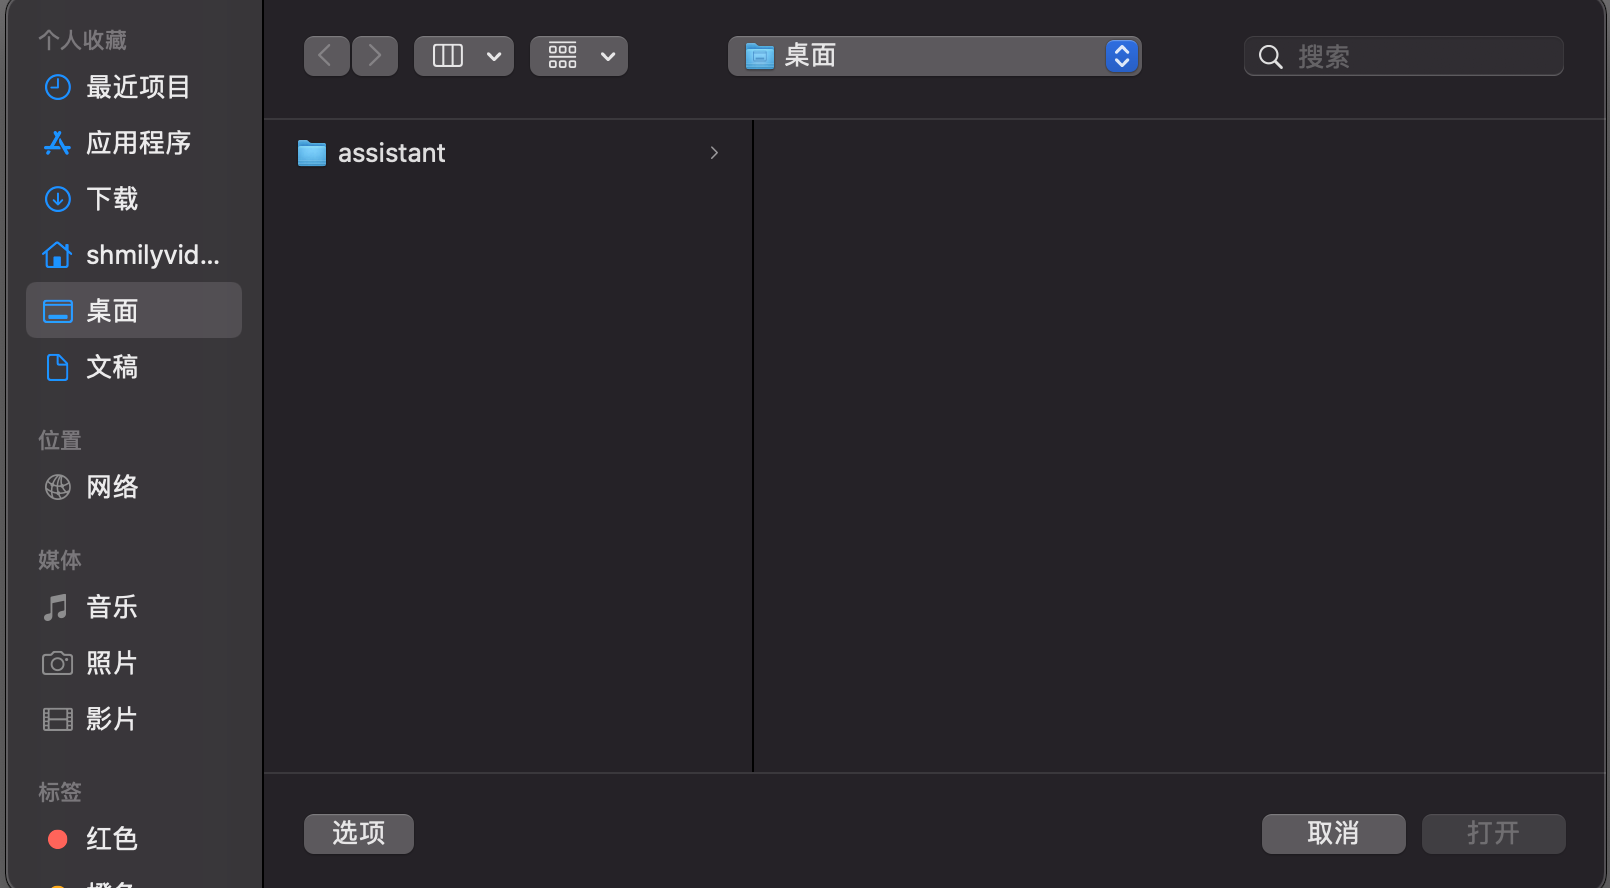 个人收藏
最近项目
应用程序
下载
shmilyvid...
桌面
文稿
位置
网络
媒体
音乐
照片
影片
标签
红色
桌面
搜索
assistant
选项
取消
打开